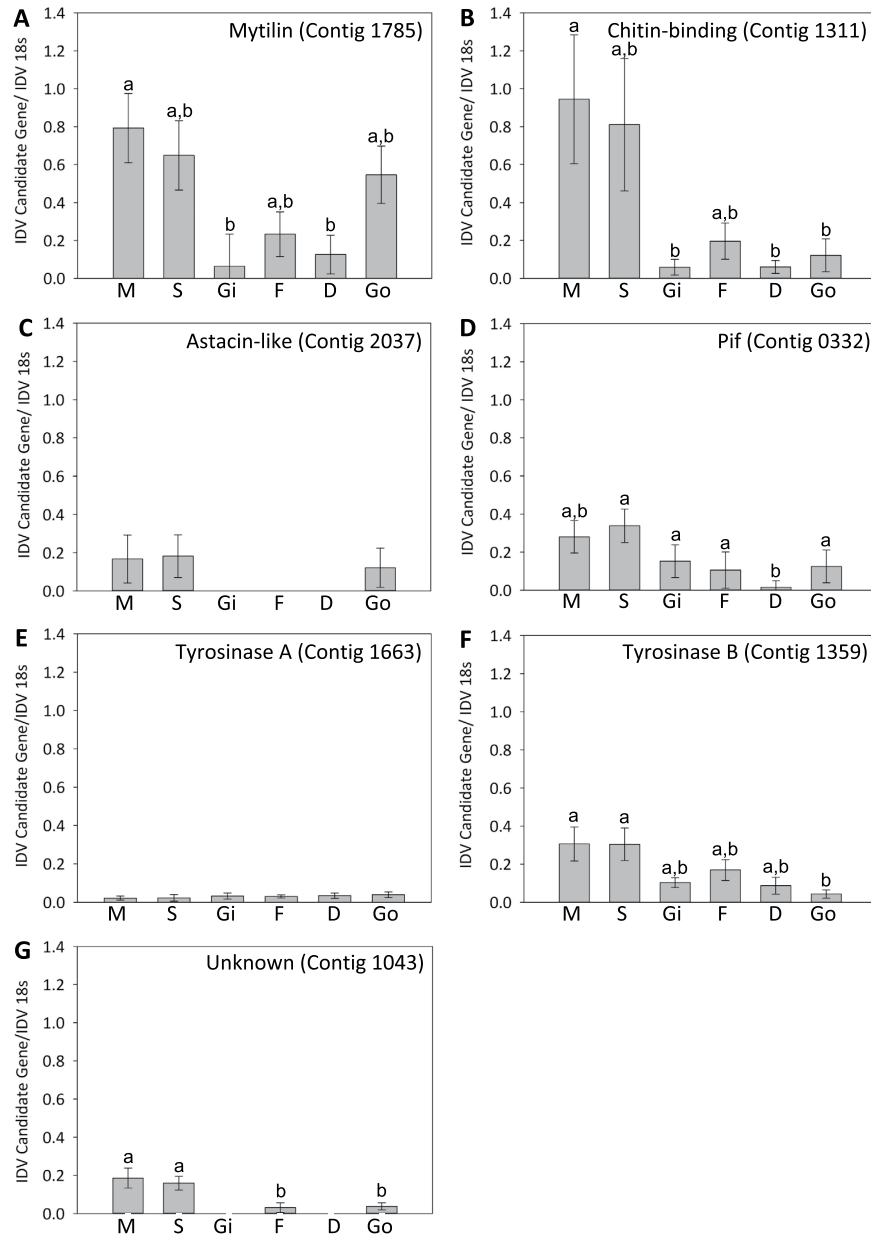 A
Mytilin (Contig 1785)
IDV Candidate Gene/ IDV 18s
1.4
1.2
1.0
0.8
0.6
0.4
0.2
0.0
a
a,b
b
a,b
b
a,b
M S Gi F D Go
B
Chitin-binding (Contig 1311)
IDV Candidate Gene/ IDV 18s
1.4
1.2
1.0
0.8
0.6
0.4
0.2
0.0
a
a,b
b
a,b
b
b
M S Gi F D Go
C
Astacin-like (Contig 2037)
IDV Candidate Gene/ IDV 18s
1.4
1.2
1.0
0.8
0.6
0.4
0.2
0.0
M S Gi F D Go
D
Pif (Contig 0332)
IDV Candidate Gene/ IDV 18s
1.4
1.2
1.0
0.8
0.6
0.4
0.2
0.0
a,b
a
a
a
b
a
M S Gi F D Go
E
Tyrosinase A (Contig 1663)
IDV Candidate Gene/IDV 18s
1.4
1.2
1.0
0.8
0.6
0.4
0.2
0.0
M S Gi F D Go
F
Tyrosinase B (Contig 1359)
IDV Candidate Gene/ IDV 18s
1.4
1.2
1.0
0.8
0.6
0.4
0.2
0.0
a
a
a,b
a,b
a,b
b
M S Gi F D Go
G
Unknown (Contig 1043)
IDV Candidate Gene/IDV 18s
1.4
1.2
1.0
0.8
0.6
0.4
0.2
0.0
a
a
b
b
M S Gi F D Go